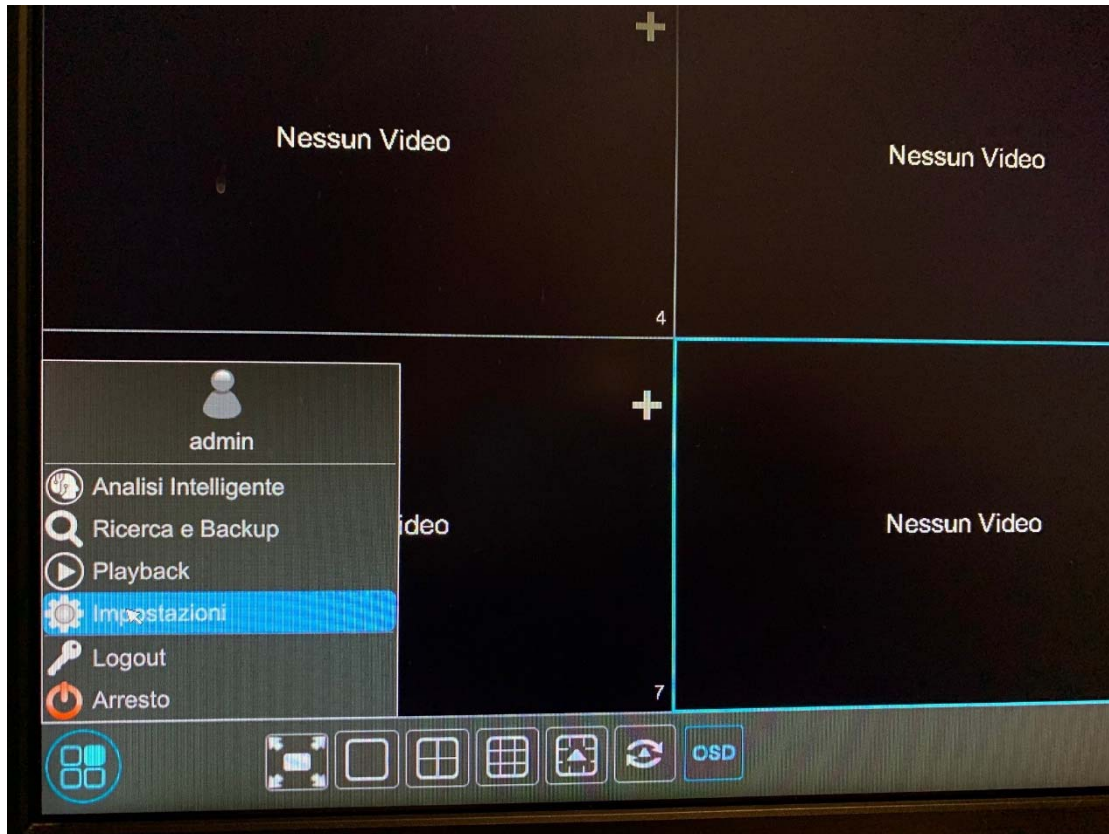 Nessun Video
Nessun Video
4
admin
Analisi Intelligente
Ricerca e Backup
ideo
Nessun Video
Playback
Impostazioni
Logout
Arresto
7
OSD